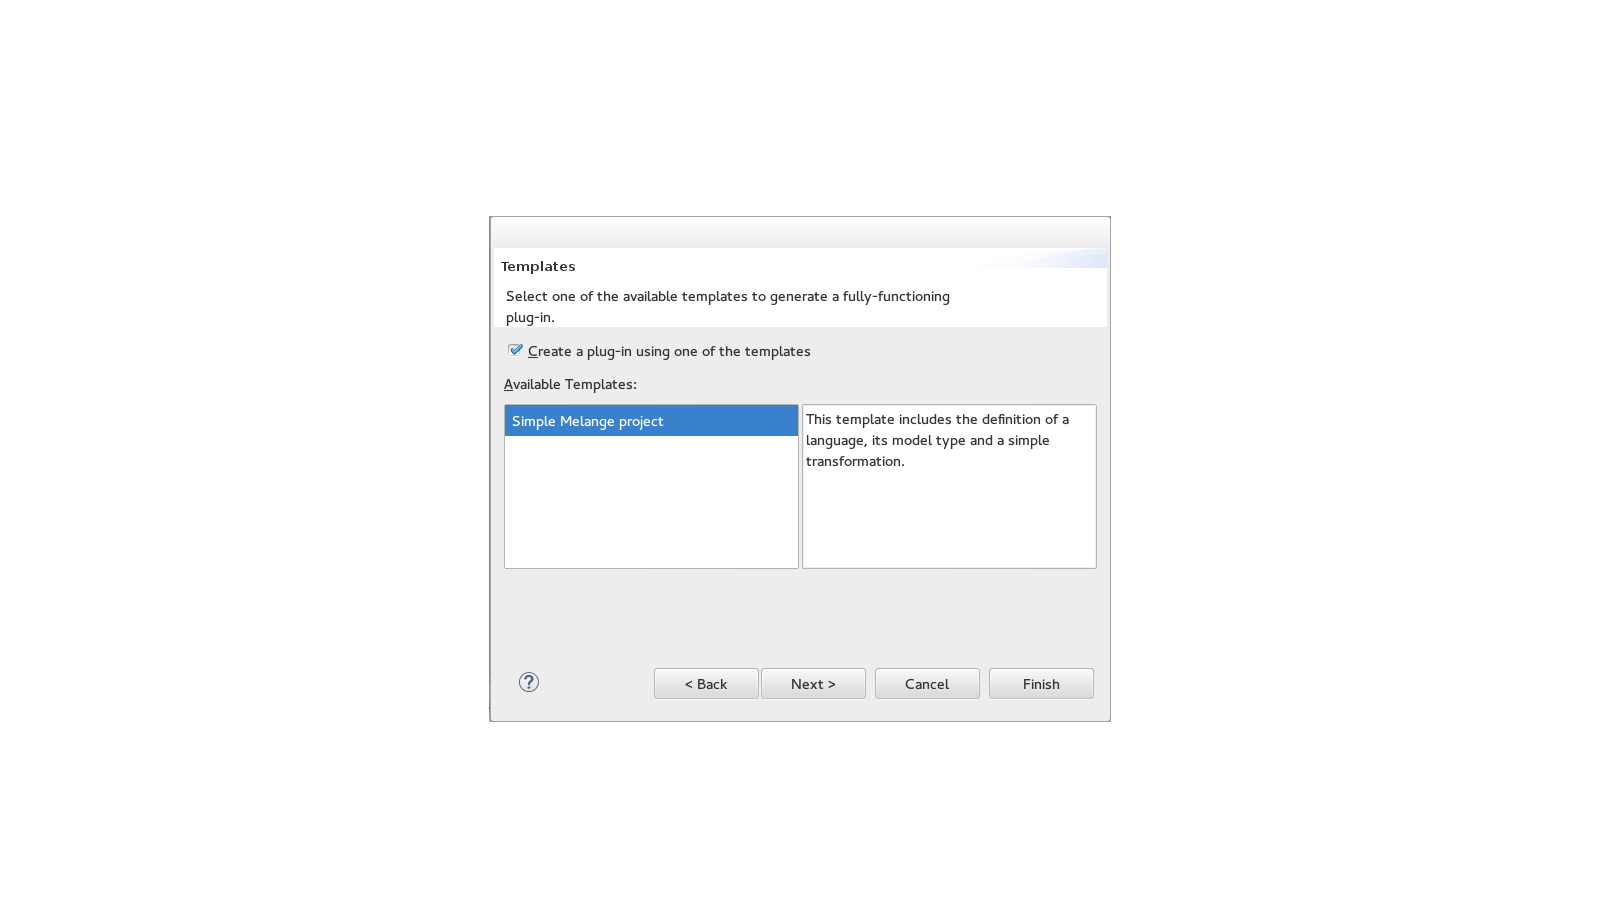 Templates
Select one of the available templates to generate a fully-functioning
plug-in.
Create a plug-in using one of the templates
Available Templates:
Simple Melange project
This template includes the definition of a
language, its model type and a simple
transformation.
?
< Back
Next >
Cancel
Finish